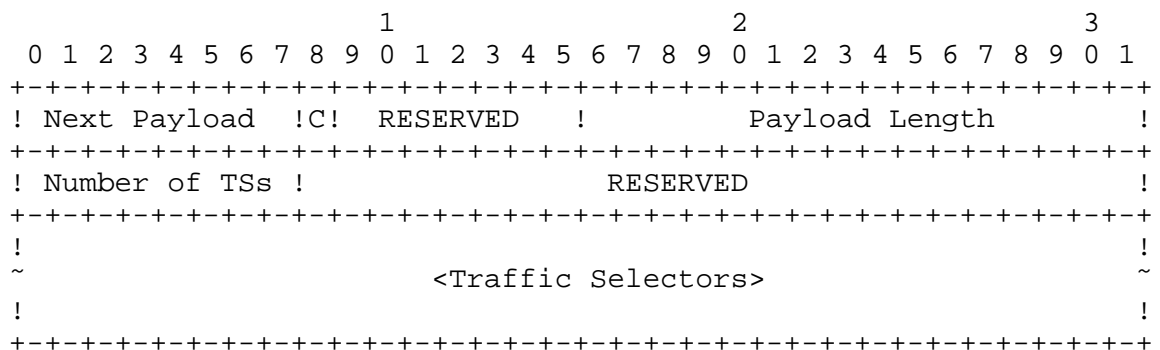 1                   2                   3
 0 1 2 3 4 5 6 7 8 9 0 1 2 3 4 5 6 7 8 9 0 1 2 3 4 5 6 7 8 9 0 1
+-+-+-+-+-+-+-+-+-+-+-+-+-+-+-+-+-+-+-+-+-+-+-+-+-+-+-+-+-+-+-+-+
! Next Payload  !C!  RESERVED   !         Payload Length        !
+-+-+-+-+-+-+-+-+-+-+-+-+-+-+-+-+-+-+-+-+-+-+-+-+-+-+-+-+-+-+-+-+
! Number of TSs !                 RESERVED                      !
+-+-+-+-+-+-+-+-+-+-+-+-+-+-+-+-+-+-+-+-+-+-+-+-+-+-+-+-+-+-+-+-+
!                                                               !
~                       <Traffic Selectors>                     ~
!                                                               !
+-+-+-+-+-+-+-+-+-+-+-+-+-+-+-+-+-+-+-+-+-+-+-+-+-+-+-+-+-+-+-+-+